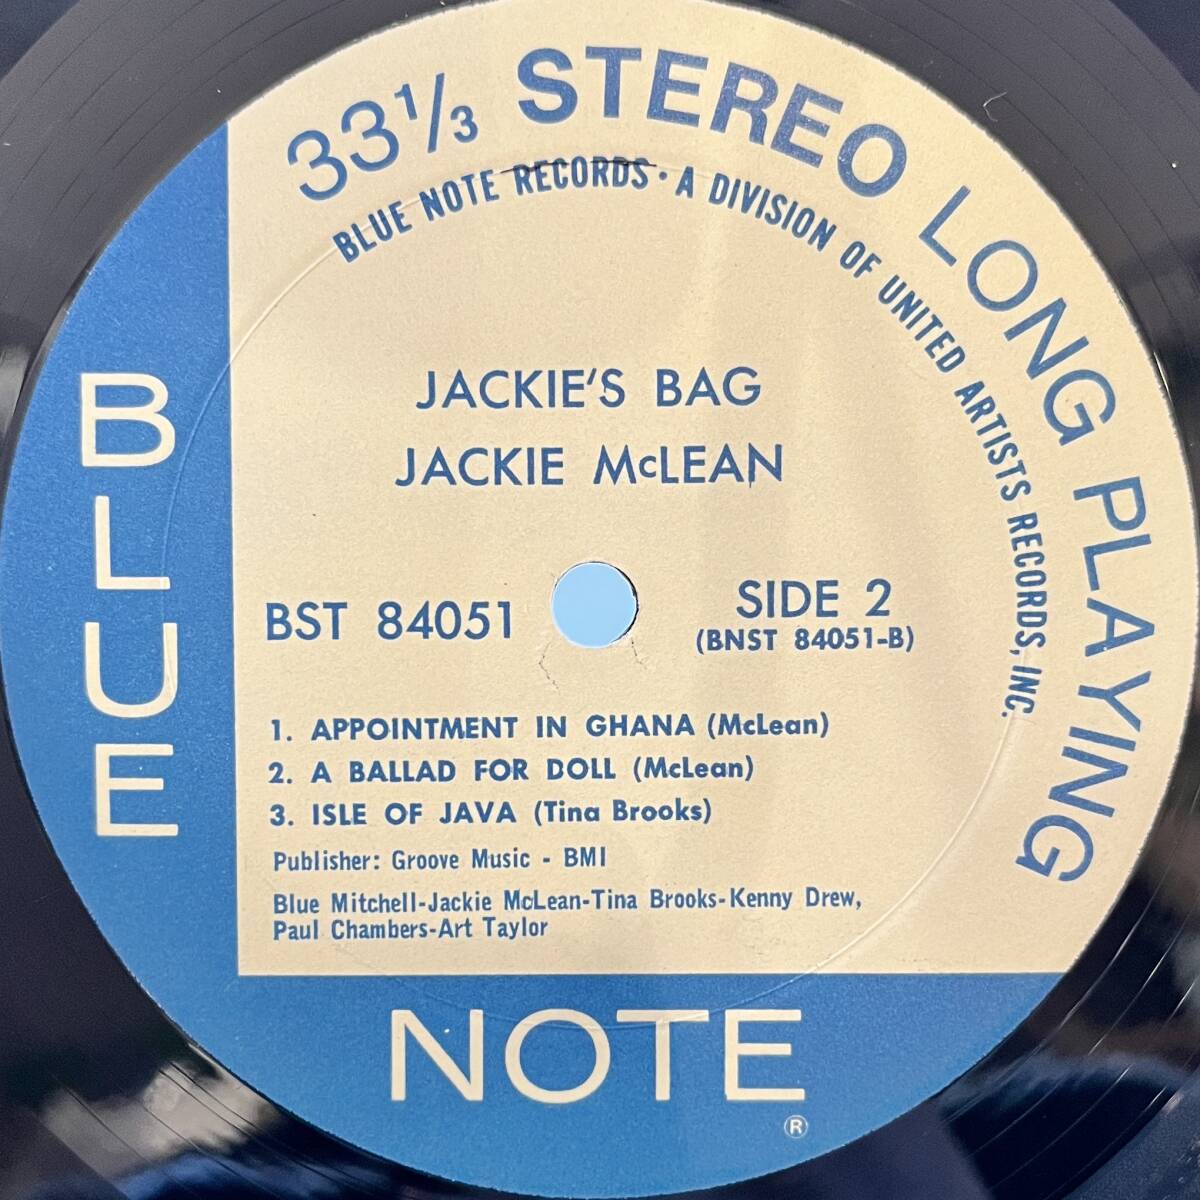 33⅓ STEREO LONG PLAYING
BLUE NOTE RECORDS · A DIVISION OF UNITED ARTISTS RECORDS, INC.
JACKIE'S BAG
JACKIE McLEAN
BST 84051
SIDE 2
(BNST 84051-B)
1. APPOINTMENT IN GHANA (McLean)
2. A BALLAD FOR DOLL (McLean)
3. ISLE OF JAVA (Tina Brooks)
Publisher: Groove Music - BMI
Blue Mitchell-Jackie McLean-Tina Brooks-Kenny Drew,
Paul Chambers-Art Taylor
BLUE
NOTE
®